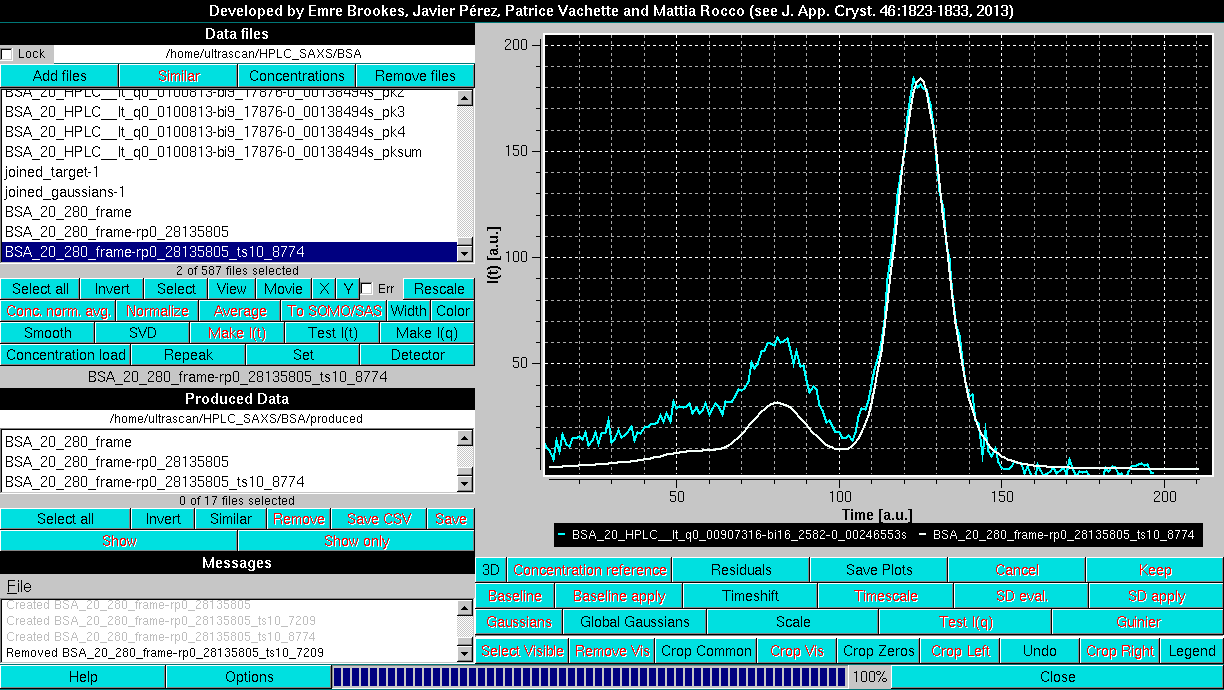 Developed by Emre Brookes, Javier Pérez, Patrice Vachette and Mattia Rocco (see J. App. Cryst. 46:1823-1833, 2013)
Data files
Lock /home/ultrascan/HPLC_SAXS/BSA
Add files Similar Concentrations Remove files
BSA_20_HPLC__lt_q0_0100813-bi9_17876-0_00138494s_pk2
BSA_20_HPLC__lt_q0_0100813-bi9_17876-0_00138494s_pk3
BSA_20_HPLC__lt_q0_0100813-bi9_17876-0_00138494s_pk4
BSA_20_HPLC__lt_q0_0100813-bi9_17876-0_00138494s_pksum
joined_target-1
joined_gaussians-1
BSA_20_280_frame
BSA_20_280_frame-rp0_28135805
BSA_20_280_frame-rp0_28135805_ts10_8774
2 of 587 files selected
Select all Invert Select View Movie X Y Err Rescale
Conc. norm. avg. Normalize Average To SOMO/SAS Width Color
Smooth SVD Make I(t) Test I(t) Make I(q)
Concentration load Repeak Set Detector
BSA_20_280_frame-rp0_28135805_ts10_8774
Produced Data
/home/ultrascan/HPLC_SAXS/BSA/produced
BSA_20_280_frame
BSA_20_280_frame-rp0_28135805
BSA_20_280_frame-rp0_28135805_ts10_8774
0 of 17 files selected
Select all Invert Similar Remove Save CSV Save
Show Show only
Messages
File
Created BSA_20_280_frame-rp0_28135805
Created BSA_20_280_frame-rp0_28135805_ts10_7209
Created BSA_20_280_frame-rp0_28135805_ts10_8774
Removed BSA_20_280_frame-rp0_28135805_ts10_7209
Help Options 100% Close
200
150
100
50
I(t) [a.u.]
50 100 150 200
Time [a.u.]
BSA_20_HPLC__lt_q0_00907316-bi16_2582-0_00246553s BSA_20_280_frame-rp0_28135805_ts10_8774
3D Concentration reference Residuals Save Plots Cancel Keep
Baseline Baseline apply Timeshift Timescale SD eval. SD apply
Gaussians Global Gaussians Scale Test I(q) Guinier
Select Visible Remove Vis Crop Common Crop Vis Crop Zeros Crop Left Undo Crop Right Legend